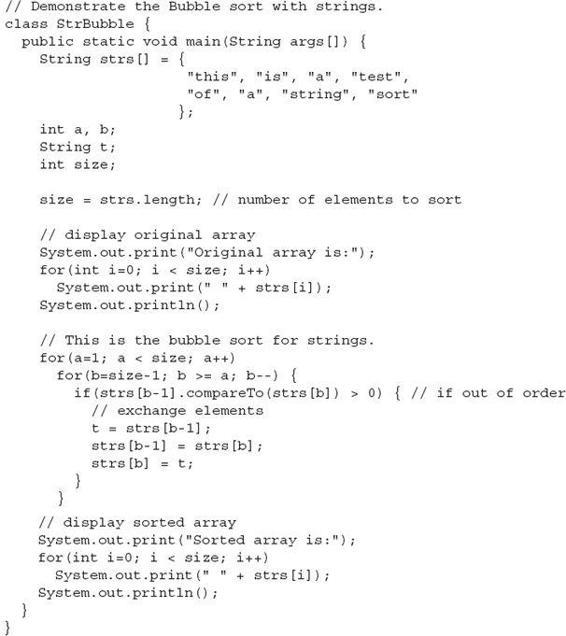 // Demonstrate the Bubble sort with strings.
class StrBubble {
  public static void main(String args[]) {
    String strs[] = {
                     "this", "is", "a", "test",
                     "of", "a", "string", "sort"
                    };
    int a, b;
    String t;
    int size;

    size = strs.length; // number of elements to sort

    // display original array
    System.out.print("Original array is:");
    for(int i=0; i < size; i++)
      System.out.print(" " + strs[i]);
    System.out.println();

    // This is the bubble sort for strings.
    for(a=1; a < size; a++)
      for(b=size-1; b >= a; b--) {
        if(strs[b-1].compareTo(strs[b]) > 0) { // if out of order
          // exchange elements
          t = strs[b-1];
          strs[b-1] = strs[b];
          strs[b] = t;
        }
      }
    // display sorted array
    System.out.print("Sorted array is:");
    for(int i=0; i < size; i++)
      System.out.print(" " + strs[i]);
    System.out.println();
  }
}